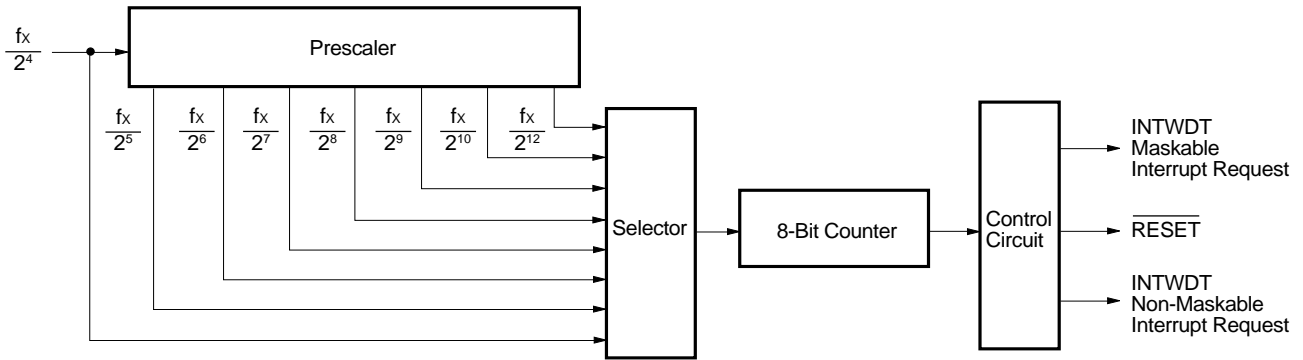 fX
2⁴
Prescaler
fX
2⁵
fX
2⁶
fX
2⁷
fX
2⁸
fX
2⁹
fX
2¹⁰
fX
2¹²
Selector
8-Bit Counter
Control
Circuit
INTWDT
Maskable
Interrupt Request
RESET
INTWDT
Non-Maskable
Interrupt Request